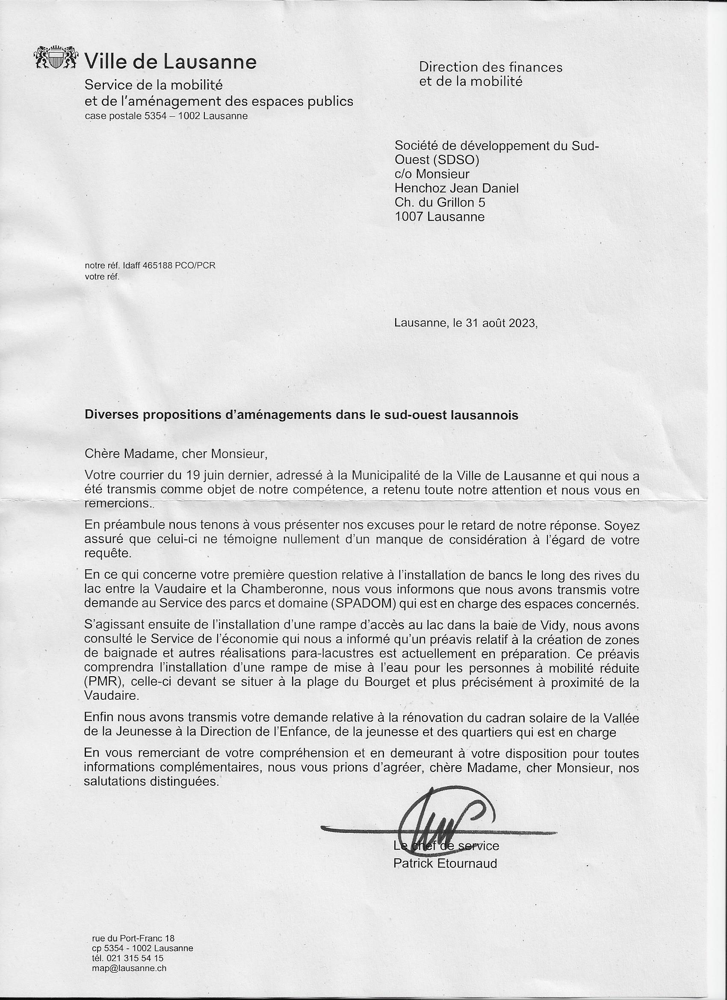 Ville de Lausanne
Service de la mobilité
et de l'aménagement des espaces publics
case postale 5354 – 1002 Lausanne
Direction des finances
et de la mobilité
Société de développement du Sud-
Ouest (SDSO)
c/o Monsieur
Henchoz Jean Daniel
Ch. du Grillon 5
1007 Lausanne
notre réf. Idaff 465188 PCO/PCR
votre réf.
Lausanne, le 31 août 2023,
Diverses propositions d'aménagements dans le sud-ouest lausannois
Chère Madame, cher Monsieur,
Votre courrier du 19 juin dernier, adressé à la Municipalité de la Ville de Lausanne et qui nous a
été transmis comme objet de notre compétence, a retenu toute notre attention et nous vous en
remercions..
En préambule nous tenons à vous présenter nos excuses pour le retard de notre réponse. Soyez
assuré que celui-ci ne témoigne nullement d'un manque de considération à l'égard de votre
requête.
En ce qui concerne votre première question relative à l'installation de bancs le long des rives du
lac entre la Vaudaire et la Chamberonne, nous vous informons que nous avons transmis votre
demande au Service des parcs et domaine (SPADOM) qui est en charge des espaces concernés.
S'agissant ensuite de l'installation d'une rampe d'accès au lac dans la baie de Vidy, nous avons
consulté le Service de l'économie qui nous a informé qu'un préavis relatif à la création de zones
de baignade et autres réalisations para-lacustres est actuellement en préparation. Ce préavis
comprendra l'installation d'une rampe de mise à l'eau pour les personnes à mobilité réduite
(PMR), celle-ci devant se situer à la plage du Bourget et plus précisément à proximité de la
Vaudaire.
Enfin nous avons transmis votre demande relative à la rénovation du cadran solaire de la Vallée
de la Jeunesse à la Direction de l'Enfance, de la jeunesse et des quartiers qui est en charge
En vous remerciant de votre compréhension et en demeurant à votre disposition pour toutes
informations complémentaires, nous vous prions d'agréer, chère Madame, cher Monsieur, nos
salutations distinguées.
Le chef de service
Patrick Etournaud
rue du Port-Franc 18
cp 5354 - 1002 Lausanne
tél. 021 315 54 15
map@lausanne.ch